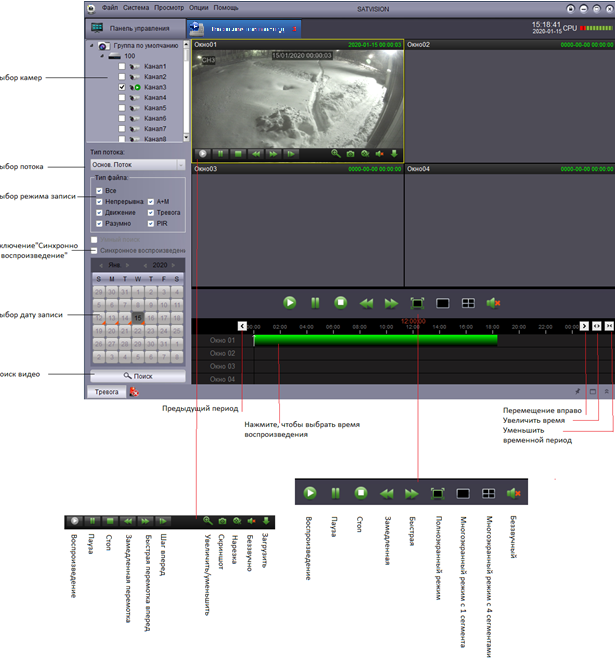 Файл Система Просмотр Опции Помощь
SATVISION
Панель управления
15:18:41
2020-01-15
CPU
Группа по умолчанию
100
Канал1
Канал2
Канал3
Канал4
Канал5
Канал6
Канал7
Канал8
ыбор камер
Тип потока:
Основ. Поток
ыбор потока
Тип файла:
Все
Непрерывна A+M
Движение Тревога
Разумно PIR
ыбор режима записи
Синхронное воспроизведени
ключение"Синхронно
воспроизведение"
Янв 2020
S M T W T F S
29 30 31 1 2 3 4
5 6 7 8 9 10 11
12 13 14 15 16 17 18
19 20 21 22 23 24 25
26 27 28 29 30 31 1
2 3 4 5 6 7 8
ыбор дату записи
Поиск
оиск видео
Тревога
Окно01 2020-01-15 00:00:03
CH3 15/01/2020 00:00:03
Окно02 0000-00-00 00:00:00
Окно03 0000-00-00 00:00:00
Окно04 0000-00-00 00:00:00
12:00:00
02:00 04:00 06:00 08:00 10:00 12:00 14:00 16:00 18:00 20:00 22:00 00:00
Окно 01
Окно 02
Окно 03
Окно 04
Предыдущий период
Нажмите, чтобы выбрать время
воспроизведения
Перемещение вправо
Увеличить время
Уменьшить
временной период
Воспроизведение
Пауза
Стоп
Замедленная перемотка
Быстрая перемотка вперед
Шаг вперед
Увеличить/уменьшить
Скриншот
Нарезка
Беззвучно
Загрузить
Воспроизведение
Пауза
Стоп
Замедленная
Быстрая
Полноэкранный режим
Многоэкранный режим с 1
сегмента
Многоэкранный режим с 4 сегментами
Беззвучный